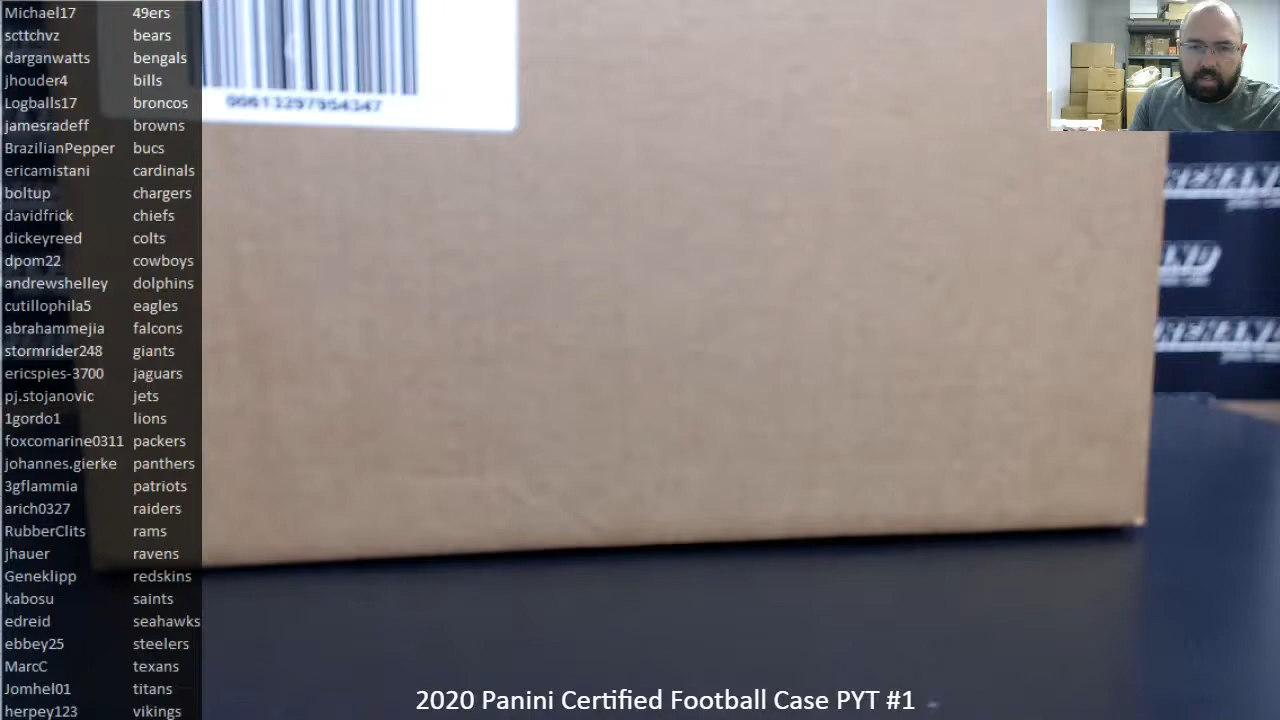 Michael17 49ers
scttchvz bears
darganwatts bengals
jhouder4 bills
Logballs17 broncos
jamesradeff browns
BrazilianPepper bucs
ericamistani cardinals
boltup chargers
davidfrick chiefs
dickeyreed colts
dpom22 cowboys
andrewshelley dolphins
cutillophila5 eagles
abrahammejia falcons
stormrider248 giants
ericspies-3700 jaguars
pj.stojanovic jets
1gordo1 lions
foxcomarine0311 packers
johannes.gierke panthers
3gflammia patriots
arich0327 raiders
RubberClits rams
jhauer ravens
Geneklipp redskins
kabosu saints
edreid seahawks
ebbey25 steelers
MarcC texans
Jomhel01 titans
herpey123 vikings
2020 Panini Certified Football Case PYT #1